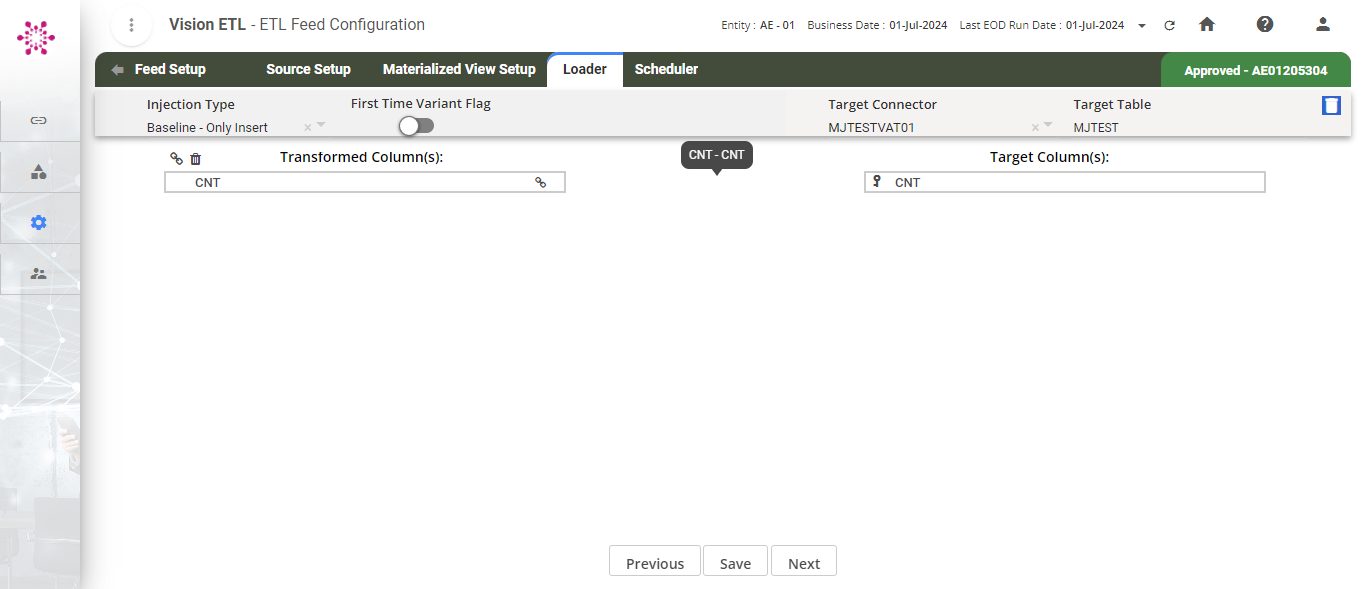 Vision ETL - ETL Feed Configuration
Entity : AE - 01 Business Date : 01-Jul-2024 Last EOD Run Date : 01-Jul-2024
Feed Setup Source Setup Materialized View Setup Loader Scheduler Approved - AE01205304
Injection Type First Time Variant Flag Target Connector Target Table
Baseline - Only Insert MJTESTVAT01 MJTEST
Transformed Column(s): CNT - CNT Target Column(s):
CNT CNT
Previous Save Next